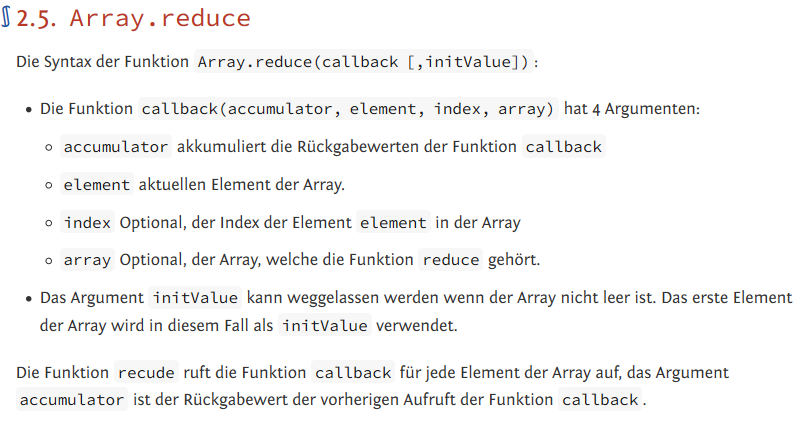 ∬ 2.5. Array.reduce
Die Syntax der Funktion Array.reduce(callback [,initValue]):
• Die Funktion callback(accumulator, element, index, array) hat 4 Argumenten:
◦ accumulator akkumuliert die Rückgabewerten der Funktion callback
◦ element aktuellen Element der Array.
◦ index Optional, der Index der Element element in der Array
◦ array Optional, der Array, welche die Funktion reduce gehört.
• Das Argument initValue kann weggelassen werden wenn der Array nicht leer ist. Das erste Element
der Array wird in diesem Fall als initValue verwendet.
Die Funktion recude ruft die Funktion callback für jede Element der Array auf, das Argument
accumulator ist der Rückgabewert der vorherigen Aufruft der Funktion callback.